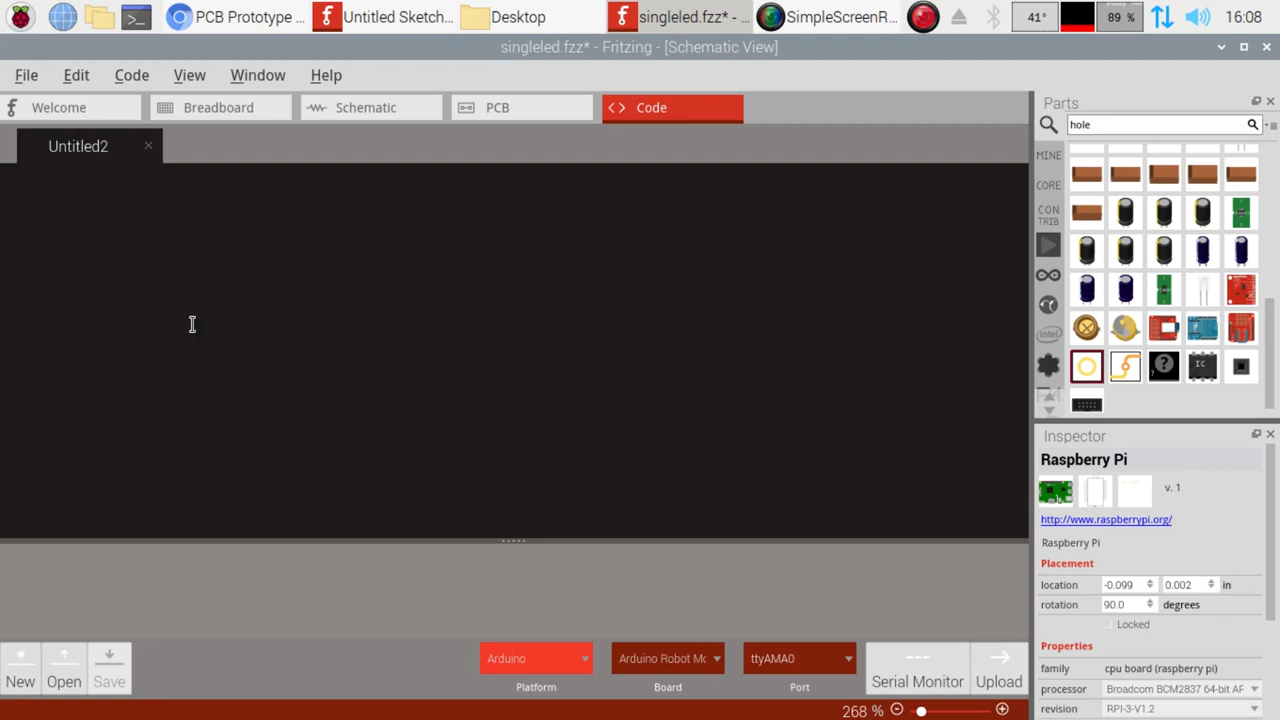 PCB Prototype ...
Untitled Sketch...
Desktop
singleled.fzz* - ...
SimpleScreenR...
41°
89 %
16:08
singleled.fzz* - Fritzing - [Schematic View]
File Edit Code View Window Help
Welcome
Breadboard
Schematic
PCB
<> Code
Untitled2
Parts
hole
MINE
CORE
CON
TRIB
intel
IC
Inspector
Raspberry Pi
v. 1
http://www.raspberrypi.org/
Raspberry Pi
Placement
location -0.099 0.002 in
rotation 90.0 degrees
Locked
Properties
family cpu board (raspberry pi)
processor Broadcom BCM2837 64-bit AF
revision RPI-3-V1.2
New Open Save
Arduino
Platform
Arduino Robot Mc
Board
ttyAMA0
Port
Serial Monitor
Upload
268 %